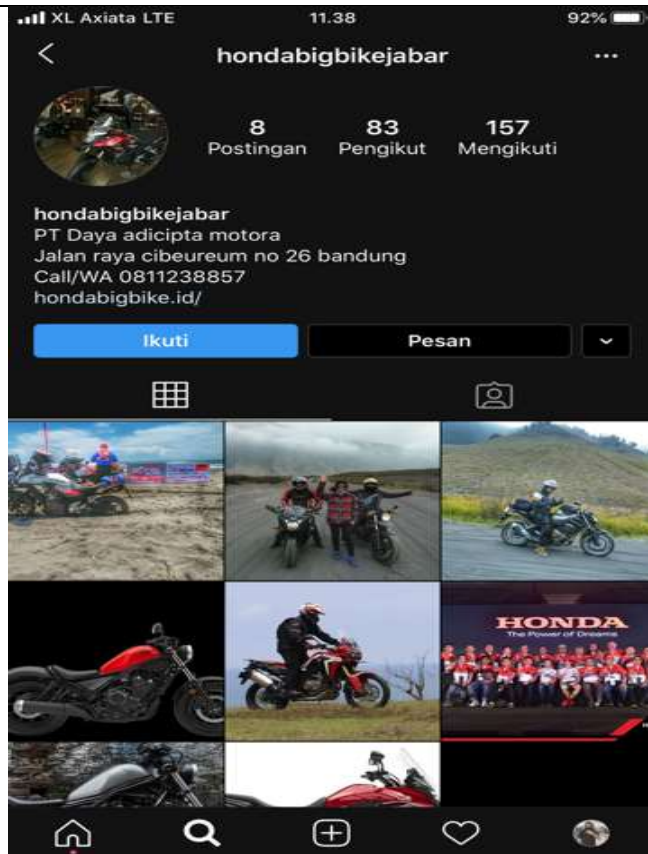 XL Axiata LTE 11.38 92%
hondabigbikejabar
8 83 157
Postingan Pengikut Mengikuti
hondabigbikejabar
PT Daya adicipta motora
Jalan raya cibeureum no 26 bandung
Call/WA 0811238857
hondabigbike.id/
Ikuti Pesan
HONDA
The Power of Dreams